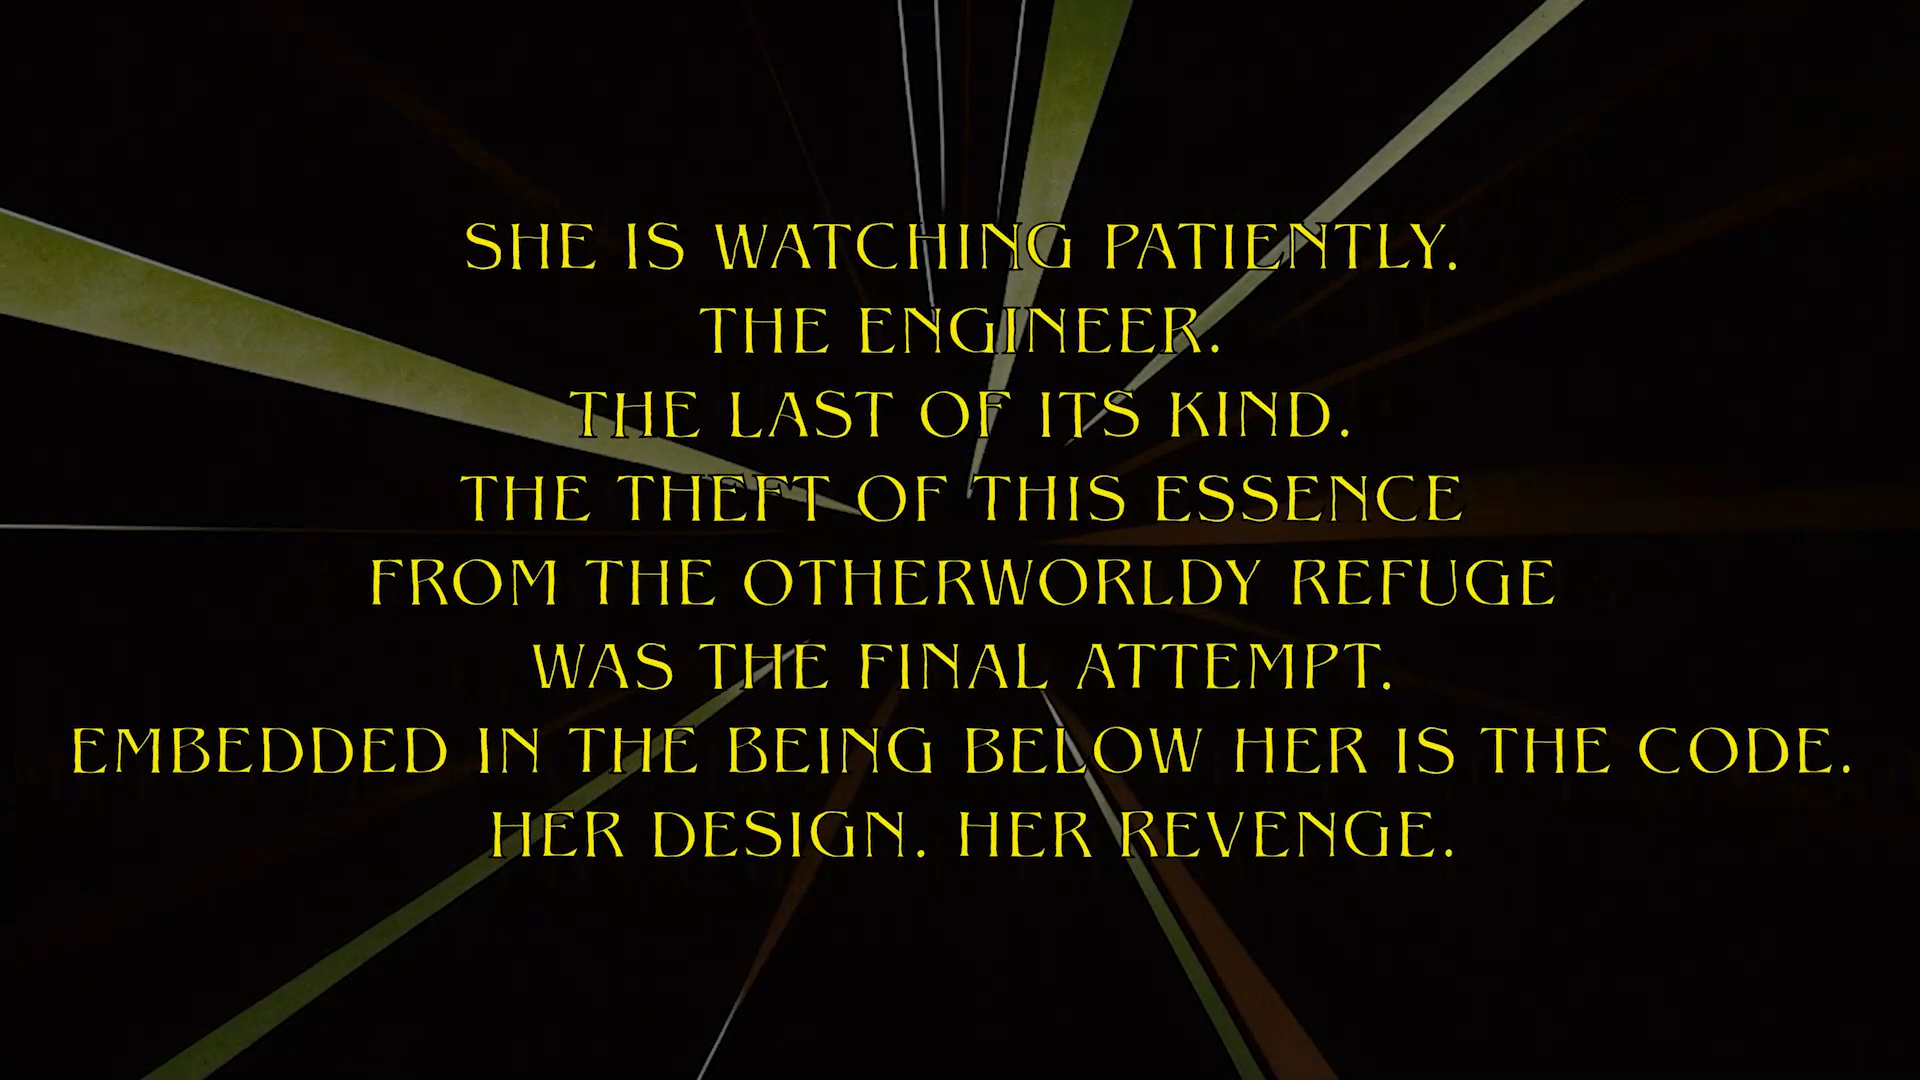 SHE IS WATCHING PATIENTLY.
THE ENGINEER.
THE LAST OF ITS KIND.
THE THEFT OF THIS ESSENCE
FROM THE OTHERWORLDY REFUGE
WAS THE FINAL ATTEMPT.
EMBEDDED IN THE BEING BELOW HER IS THE CODE.
HER DESIGN. HER REVENGE.